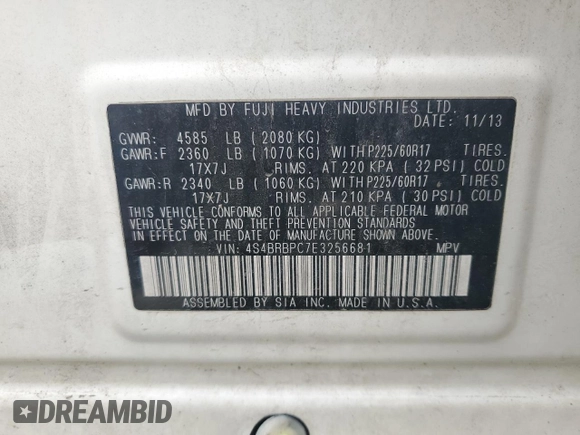 MFD BY FUJI HEAVY INDUSTRIES LTD.
DATE: 11/13
GVWR: 4585 LB (2080 KG)
GAWR:F 2360 LB (1070 KG) WITH P225/60R17 TIRES.
17X7J RIMS. AT 220 KPA (32 PSI) COLD
GAWR:R 2340 LB (1060 KG) WITH P225/60R17 TIRES.
17X7J RIMS. AT 210 KPA (30 PSI) COLD
THIS VEHICLE CONFORMS TO ALL APPLICABLE FEDERAL MOTOR
VEHICLE SAFETY AND THEFT PREVENTION STANDARDS
IN EFFECT ON THE DATE OF MANUFACTURE SHOWN ABOVE.
VIN: 4S4BRBPC7E3256681 MPV
ASSEMBLED BY SIA INC. MADE IN U.S.A.
DREAMBID